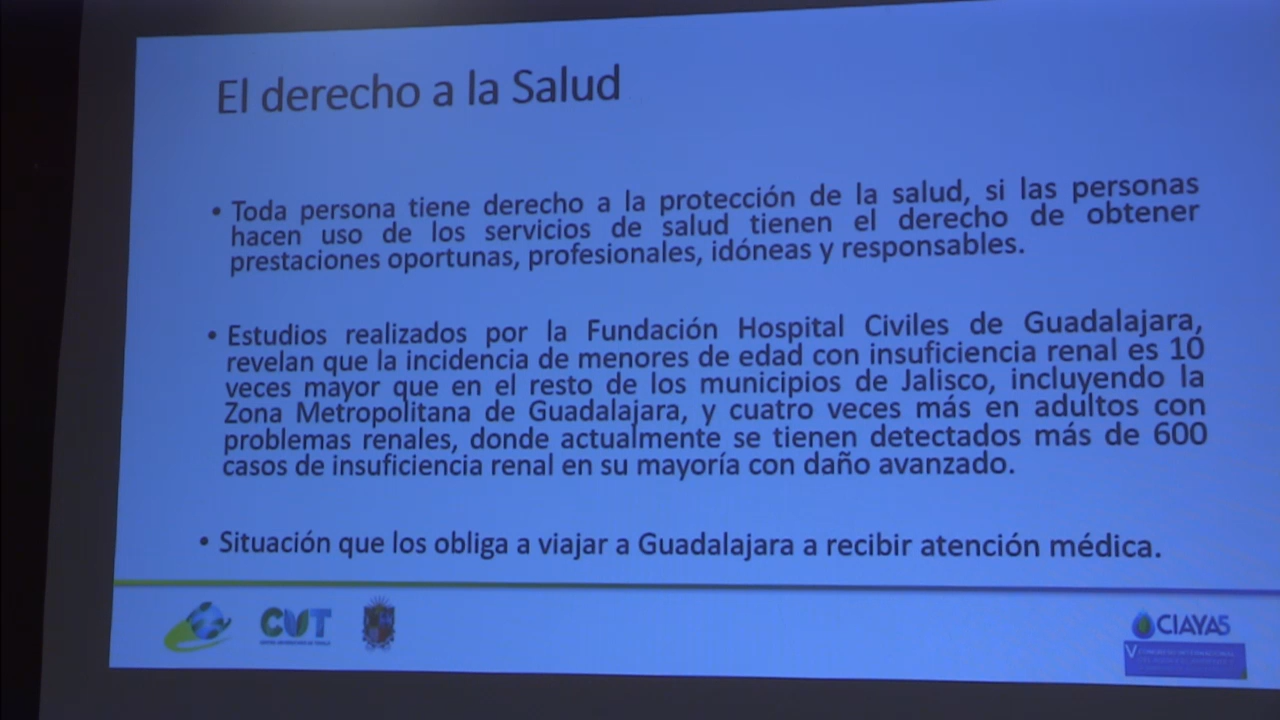 El derecho a la Salud
• Toda persona tiene derecho a la protección de la salud, si las personas
hacen uso de los servicios de salud tienen el derecho de obtener
prestaciones oportunas, profesionales, idóneas y responsables.
• Estudios realizados por la Fundación Hospital Civiles de Guadalajara,
revelan que la incidencia de menores de edad con insuficiencia renal es 10
veces mayor que en el resto de los municipios de Jalisco, incluyendo la
Zona Metropolitana de Guadalajara, y cuatro veces más en adultos con
problemas renales, donde actualmente se tienen detectados más de 600
casos de insuficiencia renal en su mayoría con daño avanzado.
• Situación que los obliga a viajar a Guadalajara a recibir atención médica.
CUT
CIAYA5
V